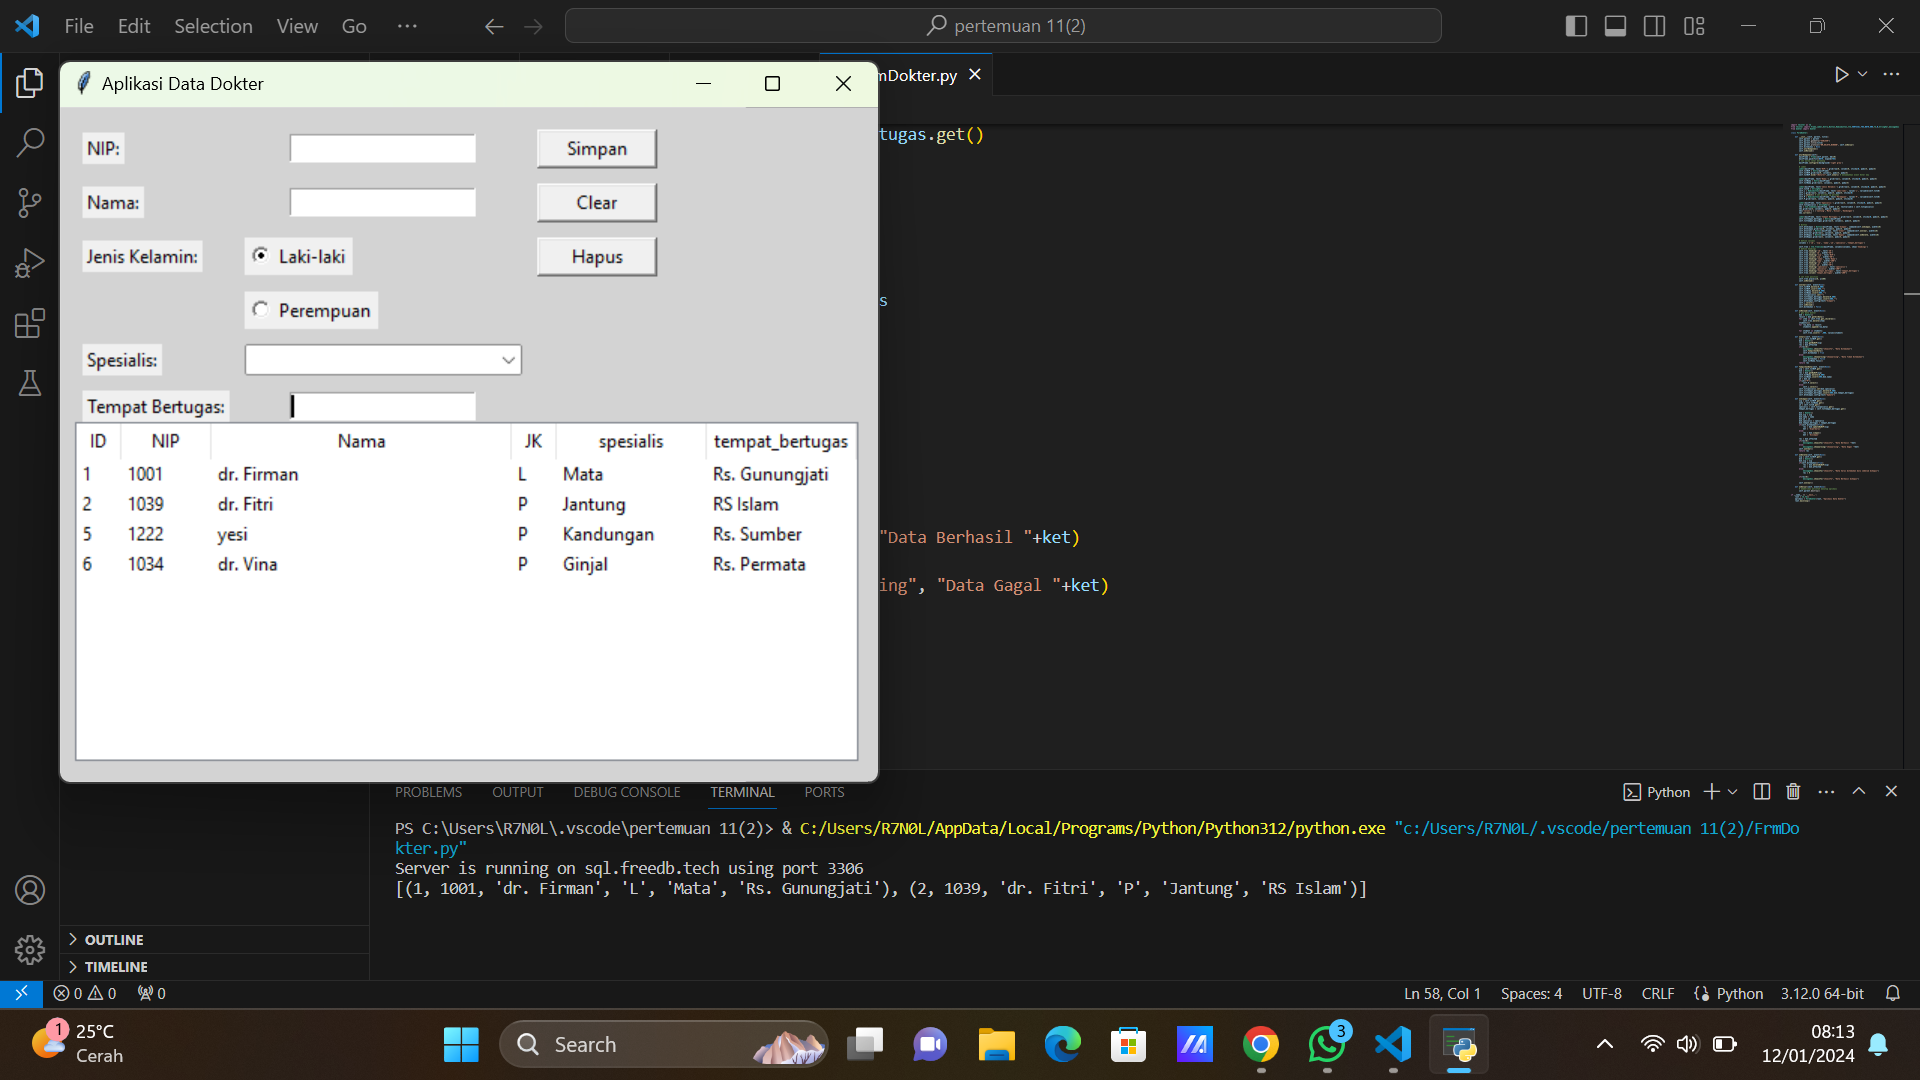 File Edit Selection View Go ···
pertemuan 11(2)
Aplikasi Data Dokter
mDokter.py
NIP:
Simpan
Nama:
Clear
Jenis Kelamin:
Laki-laki
Hapus
Perempuan
Spesialis:
Tempat Bertugas:
ID NIP Nama JK spesialis tempat_bertugas
1 1001 dr. Firman L Mata Rs. Gunungjati
2 1039 dr. Fitri P Jantung RS Islam
5 1222 yesi P Kandungan Rs. Sumber
6 1034 dr. Vina P Ginjal Rs. Permata
tugas.get()
s
"Data Berhasil "+ket)
ing", "Data Gagal "+ket)
PROBLEMS OUTPUT DEBUG CONSOLE TERMINAL PORTS
Python
PS C:\Users\R7N0L\.vscode\pertemuan 11(2)> & C:/Users/R7N0L/AppData/Local/Programs/Python/Python312/python.exe "c:/Users/R7N0L/.vscode/pertemuan 11(2)/FrmDo
kter.py"
Server is running on sql.freedb.tech using port 3306
[(1, 1001, 'dr. Firman', 'L', 'Mata', 'Rs. Gunungjati'), (2, 1039, 'dr. Fitri', 'P', 'Jantung', 'RS Islam')]
OUTLINE
TIMELINE
0 0 0
Ln 58, Col 1 Spaces: 4 UTF-8 CRLF Python 3.12.0 64-bit
1
25°C
Cerah
Search
3
08:13
12/01/2024